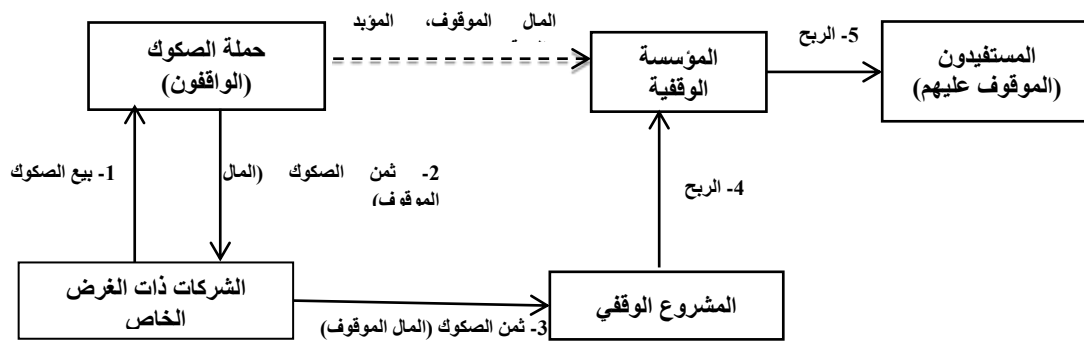 المال الموقوف، المؤبد
حملة الصكوك
(الواقفون)
المؤسسة
الوقفية
5- الربح
المستفيدون
(الموقوف عليهم)
1- بيع الصكوك
2- ثمن الصكوك (المال
الموقوف)
4- الربح
الشركات ذات الغرض
الخاص
3- ثمن الصكوك (المال الموقوف)
المشروع الوقفي